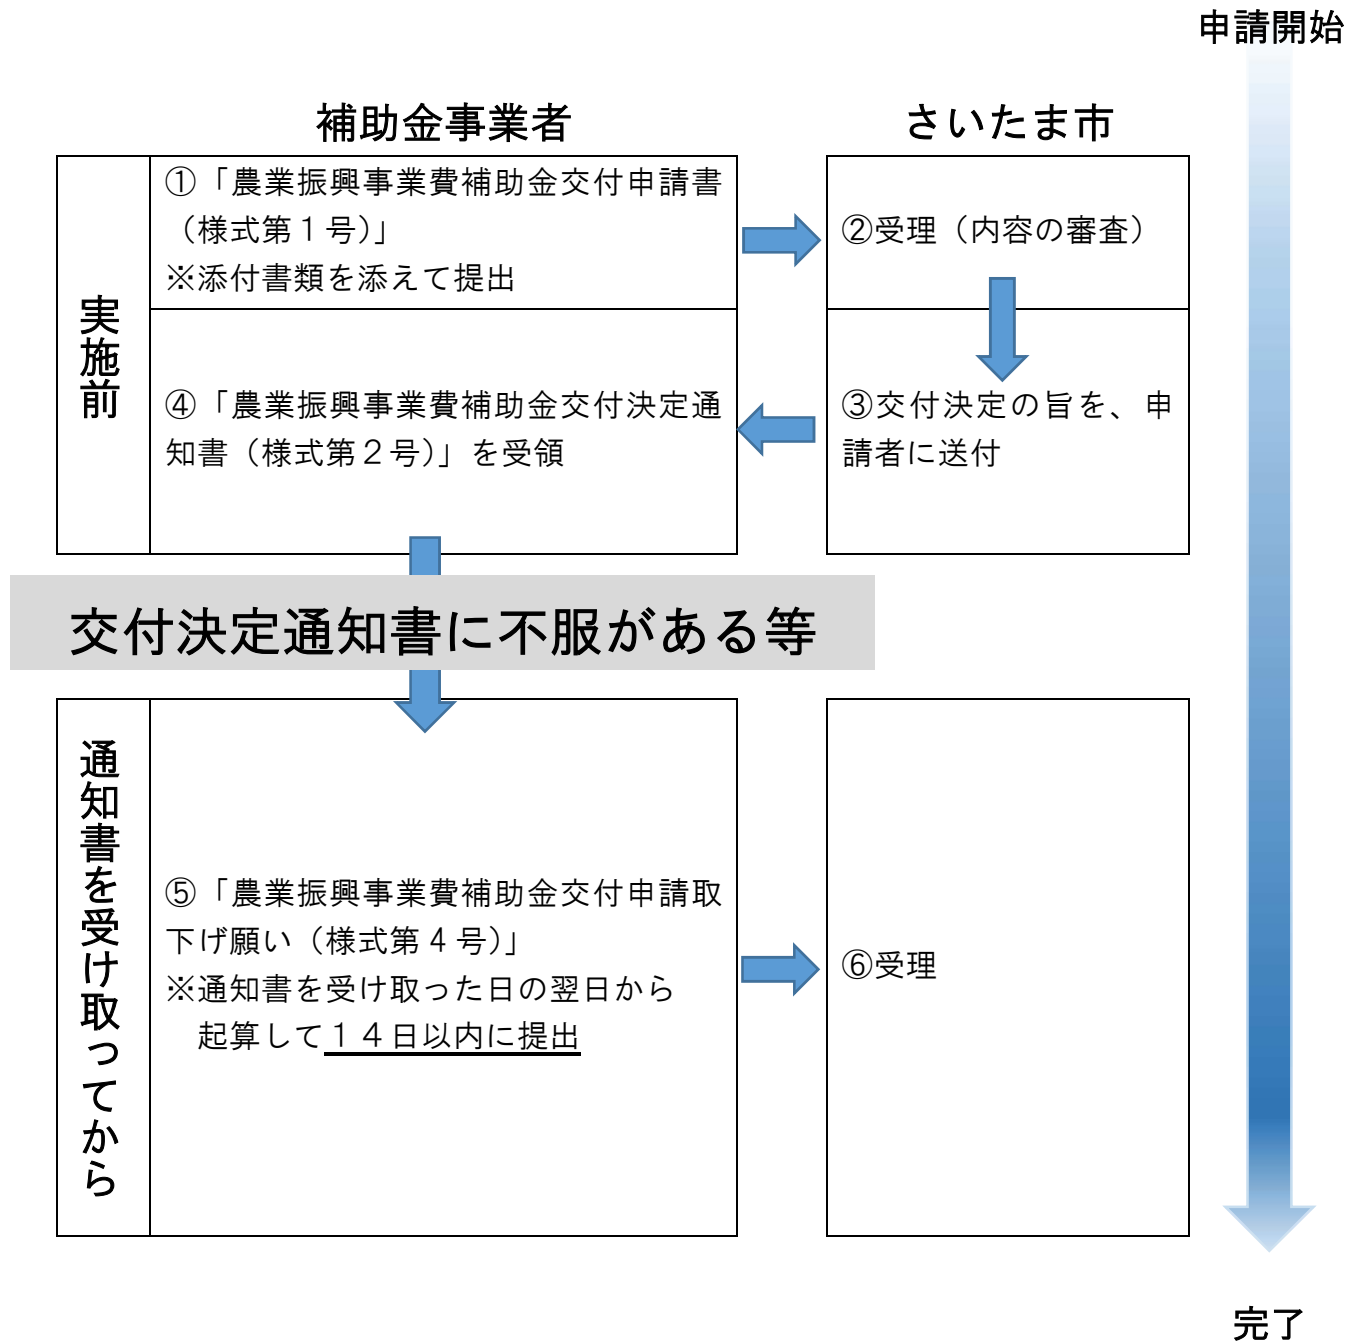 申請開始
補助金事業者
さいたま市
実施前
①「農業振興事業費補助金交付申請書
（様式第１号）」
※添付書類を添えて提出
②受理（内容の審査）
④「農業振興事業費補助金交付決定通
知書（様式第２号）」を受領
③交付決定の旨を、申
請者に送付
交付決定通知書に不服がある等
通知書を受け取ってから
⑤「農業振興事業費補助金交付申請取
下げ願い（様式第４号）」
※通知書を受け取った日の翌日から
起算して１４日以内に提出
⑥受理
完了